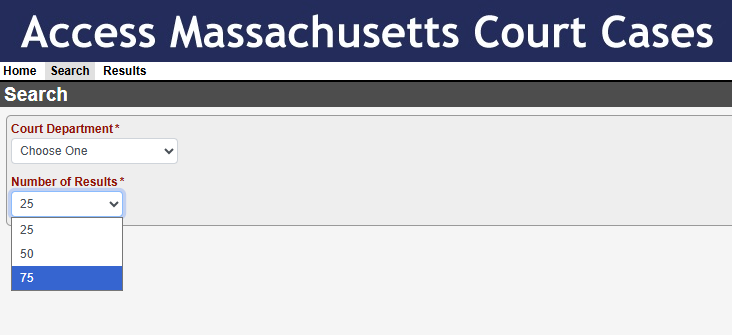 Access Massachusetts Court Cases
Home Search Results
Search
Court Department*
Choose One
Number of Results*
25
25
50
75